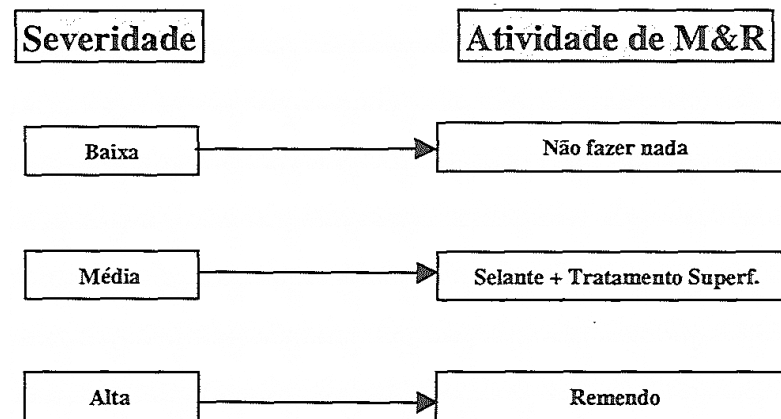 Severidade Atividade de M&R
Baixa Não fazer nada
Média Selante + Tratamento Superf.
Alta Remendo